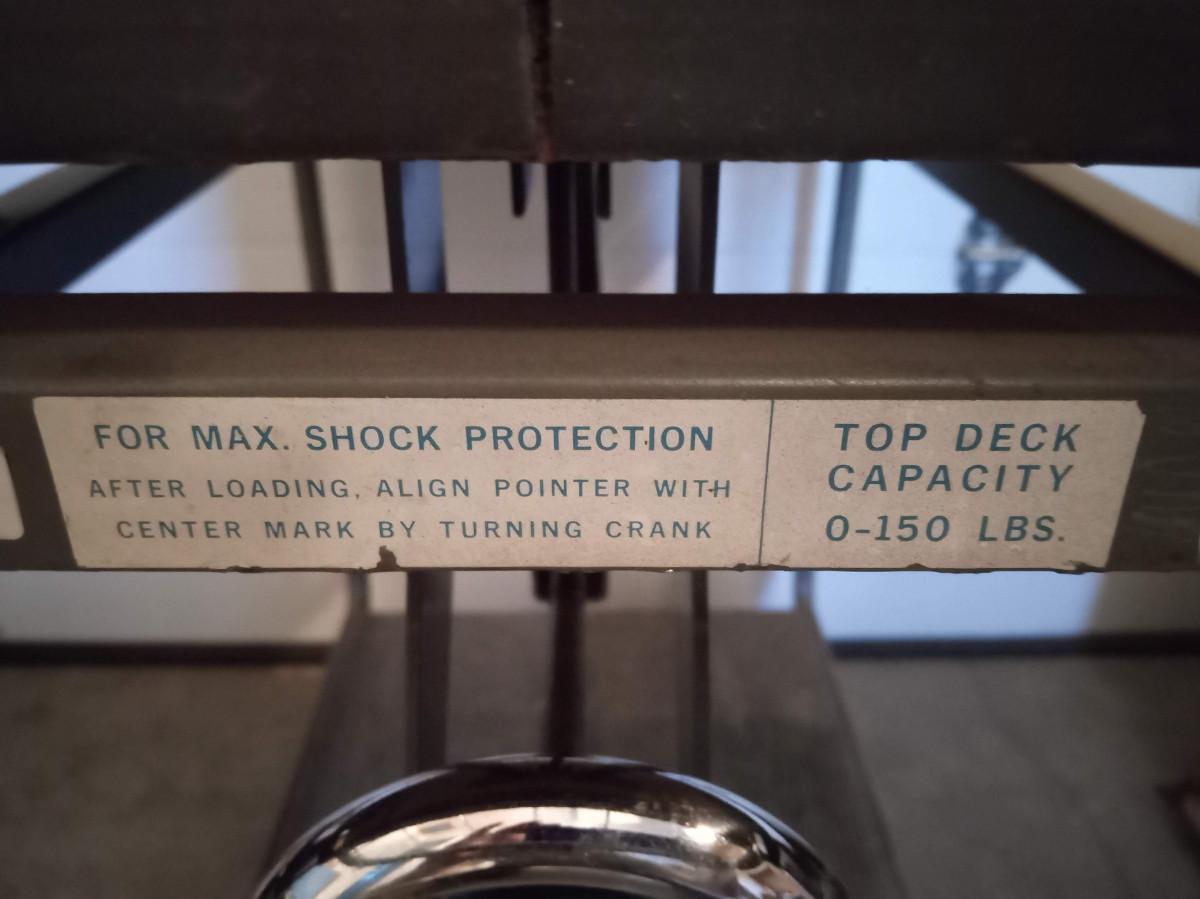 FOR MAX. SHOCK PROTECTION
AFTER LOADING, ALIGN POINTER WITH
CENTER MARK BY TURNING CRANK
TOP DECK
CAPACITY
0-150 LBS.